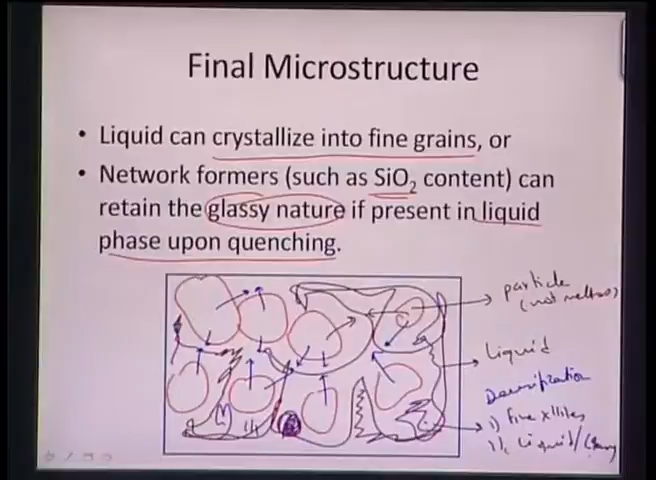 Final Microstructure
• Liquid can crystallize into fine grains, or
• Network formers (such as SiO2 content) can
retain the glassy nature if present in liquid
phase upon quenching.
particle
(not melted)
Liquid
Densification
i) fine xllites
ii) Liquid/